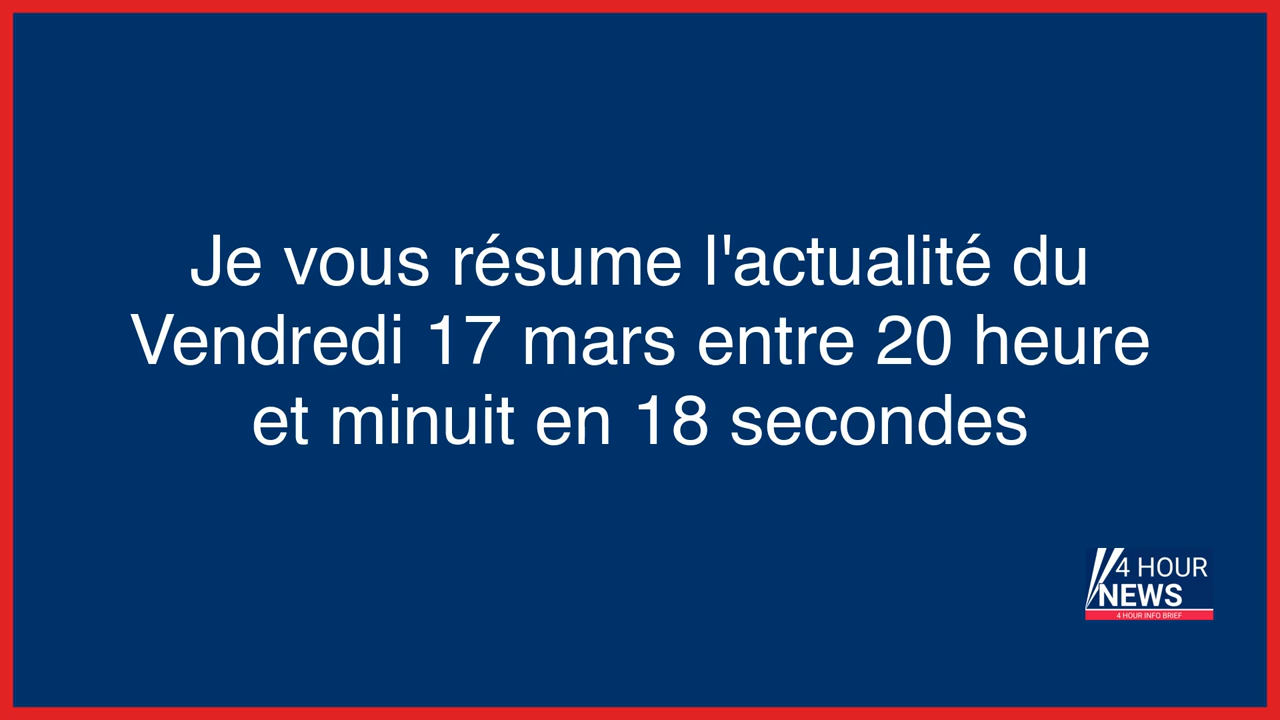 Je vous résume l'actualité du
Vendredi 17 mars entre 20 heure
et minuit en 18 secondes
4 HOUR
NEWS
4 HOUR INFO BRIEF